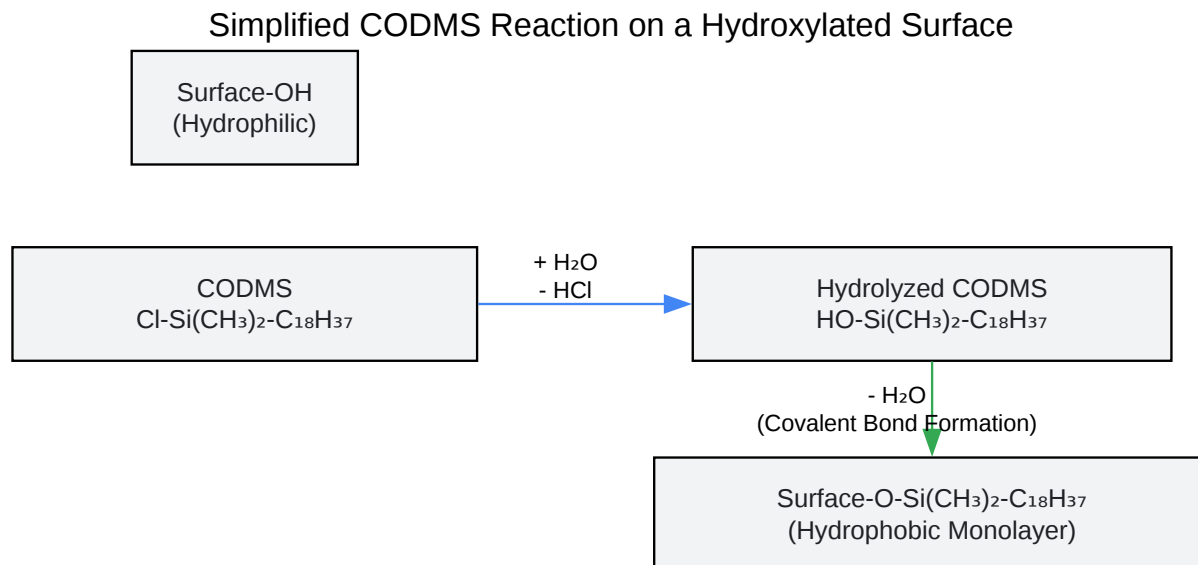 Simplified CODMS Reaction on a Hydroxylated Surface
Surface-OH
(Hydrophilic)
CODMS
Cl-Si(CH₃)₂-C₁₈H₃₇
+ H₂O
- HCl
Hydrolyzed CODMS
HO-Si(CH₃)₂-C₁₈H₃₇
- H₂O
(Covalent Bond Formation)
Surface-O-Si(CH₃)₂-C₁₈H₃₇
(Hydrophobic Monolayer)